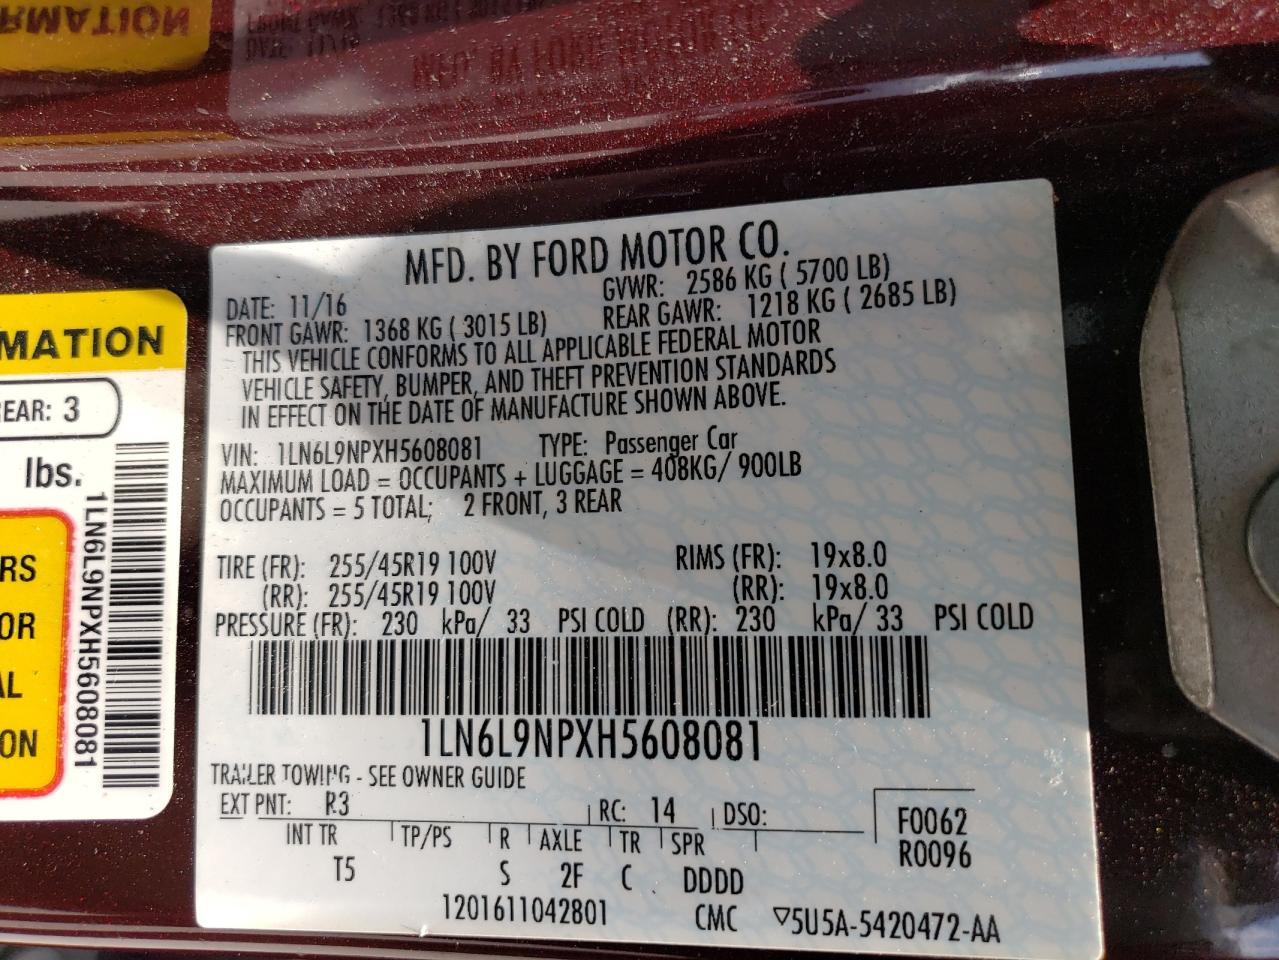 MFD. BY FORD MOTOR CO.
DATE: 11/16 GVWR: 2586 KG ( 5700 LB)
FRONT GAWR: 1368 KG ( 3015 LB) REAR GAWR: 1218 KG ( 2685 LB)
THIS VEHICLE CONFORMS TO ALL APPLICABLE FEDERAL MOTOR
VEHICLE SAFETY, BUMPER, AND THEFT PREVENTION STANDARDS
IN EFFECT ON THE DATE OF MANUFACTURE SHOWN ABOVE.
VIN: 1LN6L9NPXH5608081 TYPE: Passenger Car
MAXIMUM LOAD = OCCUPANTS + LUGGAGE = 408KG/ 900LB
OCCUPANTS = 5 TOTAL; 2 FRONT, 3 REAR
TIRE (FR): 255/45R19 100V RIMS (FR): 19x8.0
(RR): 255/45R19 100V (RR): 19x8.0
PRESSURE (FR): 230 kPa/ 33 PSI COLD (RR): 230 kPa/ 33 PSI COLD
1LN6L9NPXH5608081
TRAILER TOWING - SEE OWNER GUIDE
EXT PNT: R3 RC: 14 DSO:
INT TR TP/PS R AXLE TR SPR
T5 S 2F C DDDD
F0062
R0096
1201611042801 CMC ▽5U5A-5420472-AA
MATION
EAR: 3
lbs.
RS
OR
AL
ON
1LN6L9NPXH5608081